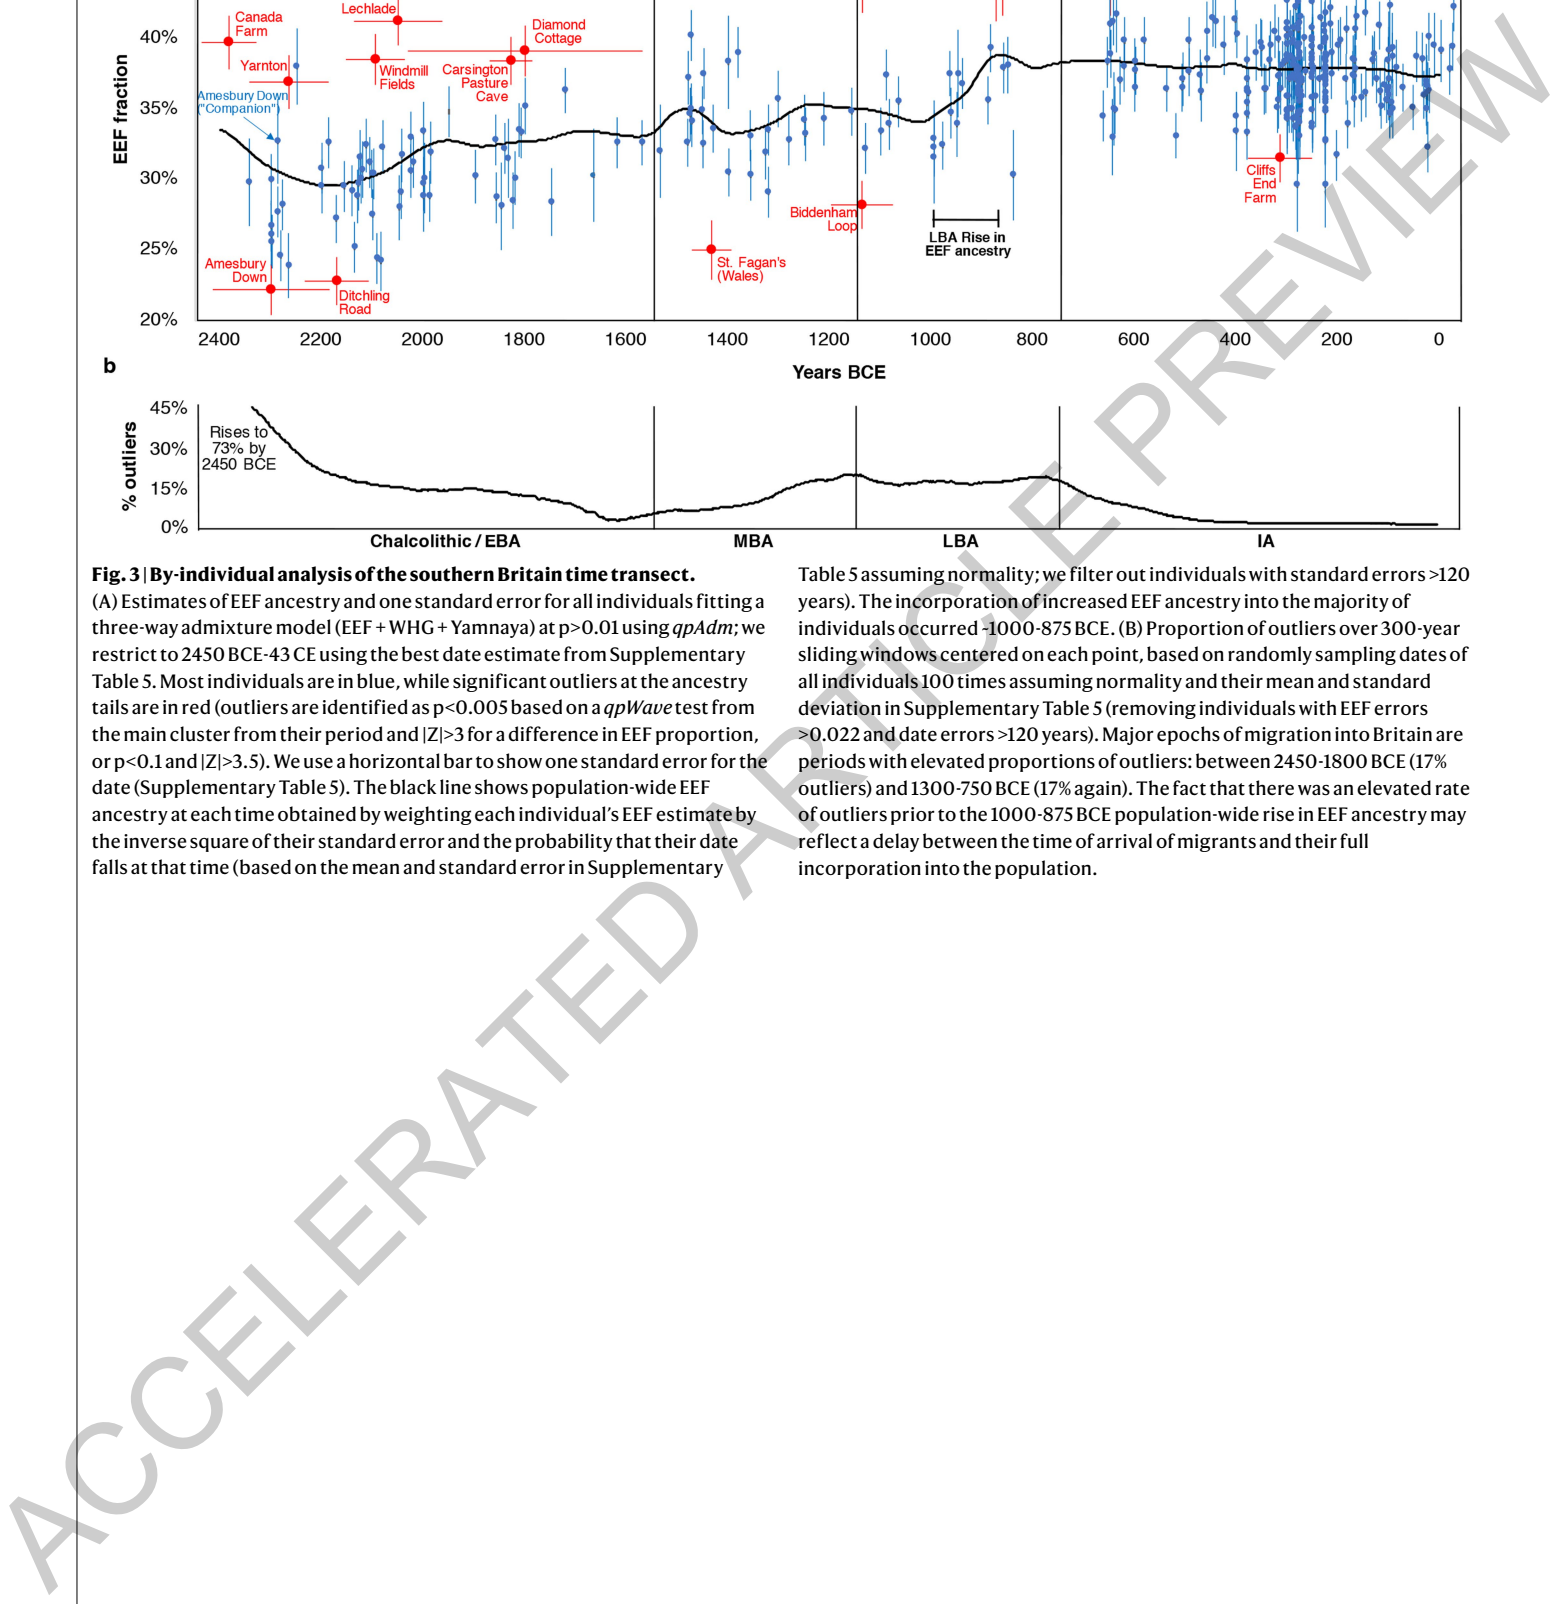 Lechlade
Canada
Farm
Diamond
Cottage
40%
Yarnton
Windmill
Fields
Carsington
Pasture
Cave
Amesbury Down
("Companion")
35%
EEF fraction
30%
Cliffs
End
Farm
Biddenham
Loop
LBA Rise in
EEF ancestry
25%
Amesbury
Down
St. Fagan's
(Wales)
Ditchling
Road
20%
2400 2200 2000 1800 1600 1400 1200 1000 800 600 400 200 0
b
Years BCE
45%
Rises to
73% by
2450 BCE
30%
15%
0%
% outliers
Chalcolithic / EBA MBA LBA IA
Fig. 3 | By-individual analysis of the southern Britain time transect.
(A) Estimates of EEF ancestry and one standard error for all individuals fitting a
three-way admixture model (EEF + WHG + Yamnaya) at p>0.01 using qpAdm; we
restrict to 2450 BCE-43 CE using the best date estimate from Supplementary
Table 5. Most individuals are in blue, while significant outliers at the ancestry
tails are in red (outliers are identified as p<0.005 based on a qpWave test from
the main cluster from their period and |Z|>3 for a difference in EEF proportion,
or p<0.1 and |Z|>3.5). We use a horizontal bar to show one standard error for the
date (Supplementary Table 5). The black line shows population-wide EEF
ancestry at each time obtained by weighting each individual's EEF estimate by
the inverse square of their standard error and the probability that their date
falls at that time (based on the mean and standard error in Supplementary
Table 5 assuming normality; we filter out individuals with standard errors >120
years). The incorporation of increased EEF ancestry into the majority of
individuals occurred ~1000-875 BCE. (B) Proportion of outliers over 300-year
sliding windows centered on each point, based on randomly sampling dates of
all individuals 100 times assuming normality and their mean and standard
deviation in Supplementary Table 5 (removing individuals with EEF errors
>0.022 and date errors >120 years). Major epochs of migration into Britain are
periods with elevated proportions of outliers: between 2450-1800 BCE (17%
outliers) and 1300-750 BCE (17% again). The fact that there was an elevated rate
of outliers prior to the 1000-875 BCE population-wide rise in EEF ancestry may
reflect a delay between the time of arrival of migrants and their full
incorporation into the population.
ACCELERATED ARTICLE PREVIEW